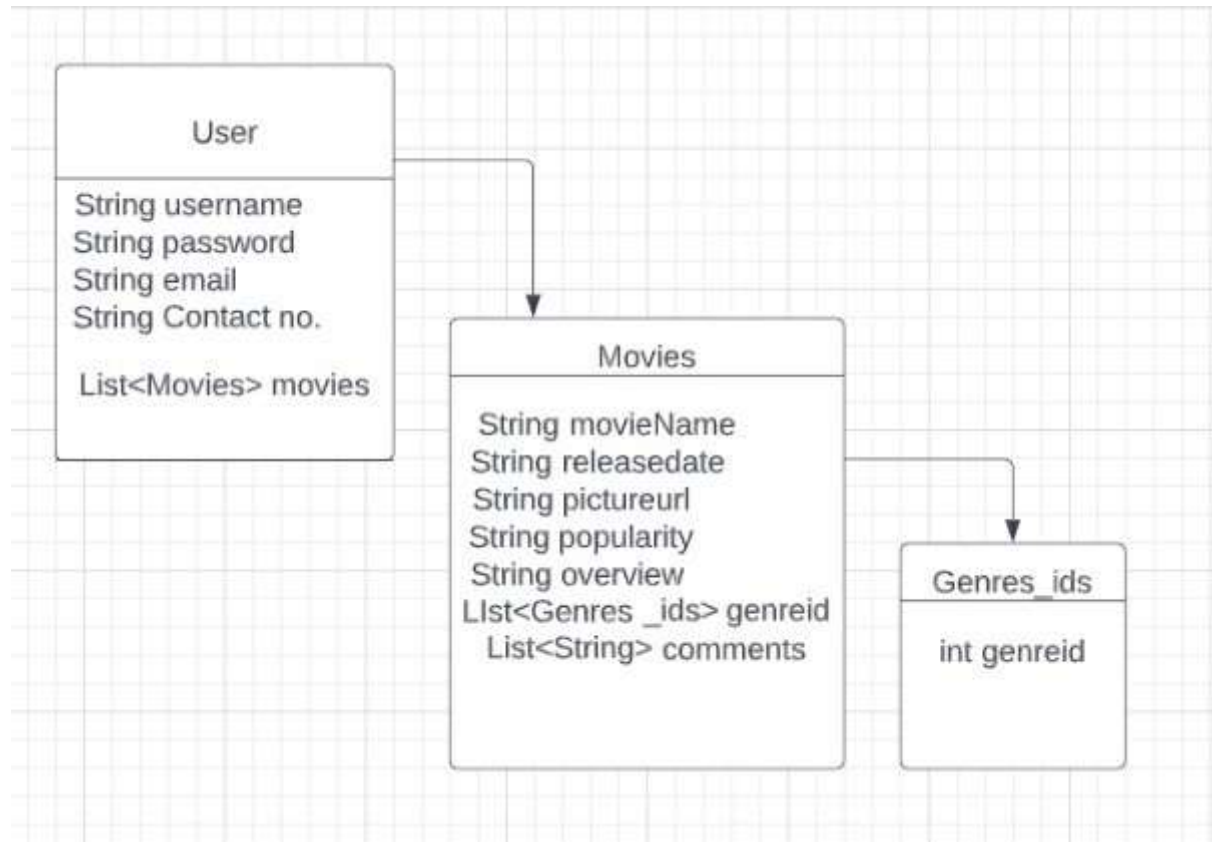 User
String username
String password
String email
String Contact no.
List<Movies> movies
Movies
String movieName
String releasedate
String pictureurl
String popularity
String overview
LIst<Genres _ids> genreid
List<String> comments
Genres_ids
int genreid